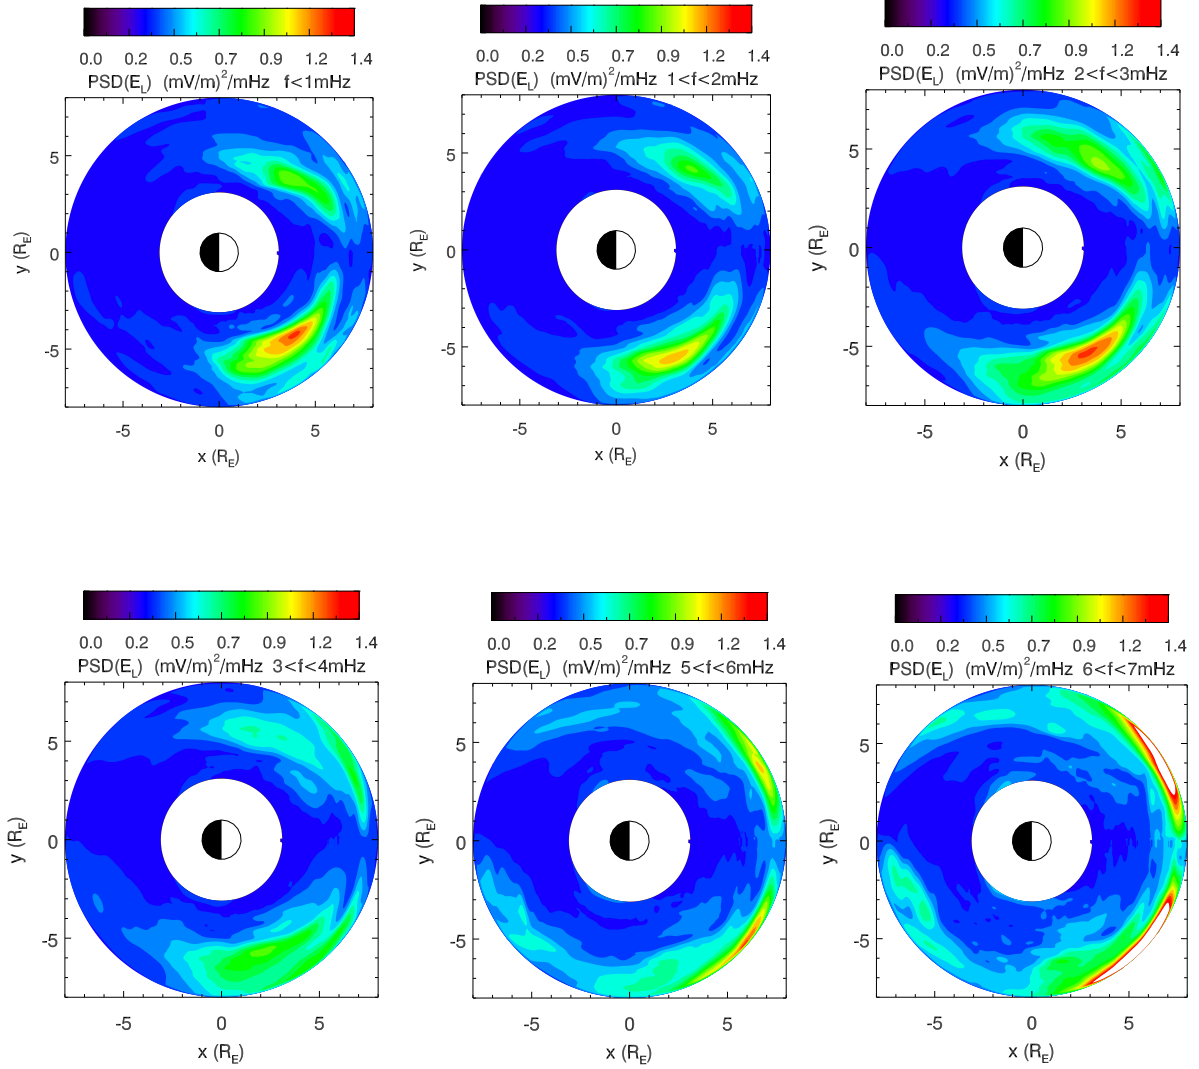 0.0 0.2 0.5 0.7 0.9 1.2 1.4
PSD(E_L) (mV/m)^2/mHz f<1mHz
5
0
-5
y (R_E)
-5 0 5
x (R_E)
0.0 0.2 0.5 0.7 0.9 1.2 1.4
PSD(E_L) (mV/m)^2/mHz 1<f<2mHz
5
0
-5
y (R_E)
-5 0 5
x (R_E)
0.0 0.2 0.5 0.7 0.9 1.2 1.4
PSD(E_L) (mV/m)^2/mHz 2<f<3mHz
5
0
-5
y (R_E)
-5 0 5
x (R_E)
0.0 0.2 0.5 0.7 0.9 1.2 1.4
PSD(E_L) (mV/m)^2/mHz 3<f<4mHz
5
0
-5
y (R_E)
-5 0 5
x (R_E)
0.0 0.2 0.5 0.7 0.9 1.2 1.4
PSD(E_L) (mV/m)^2/mHz 5<f<6mHz
5
0
-5
y (R_E)
-5 0 5
x (R_E)
0.0 0.2 0.5 0.7 0.9 1.2 1.4
PSD(E_L) (mV/m)^2/mHz 6<f<7mHz
5
0
-5
y (R_E)
-5 0 5
x (R_E)